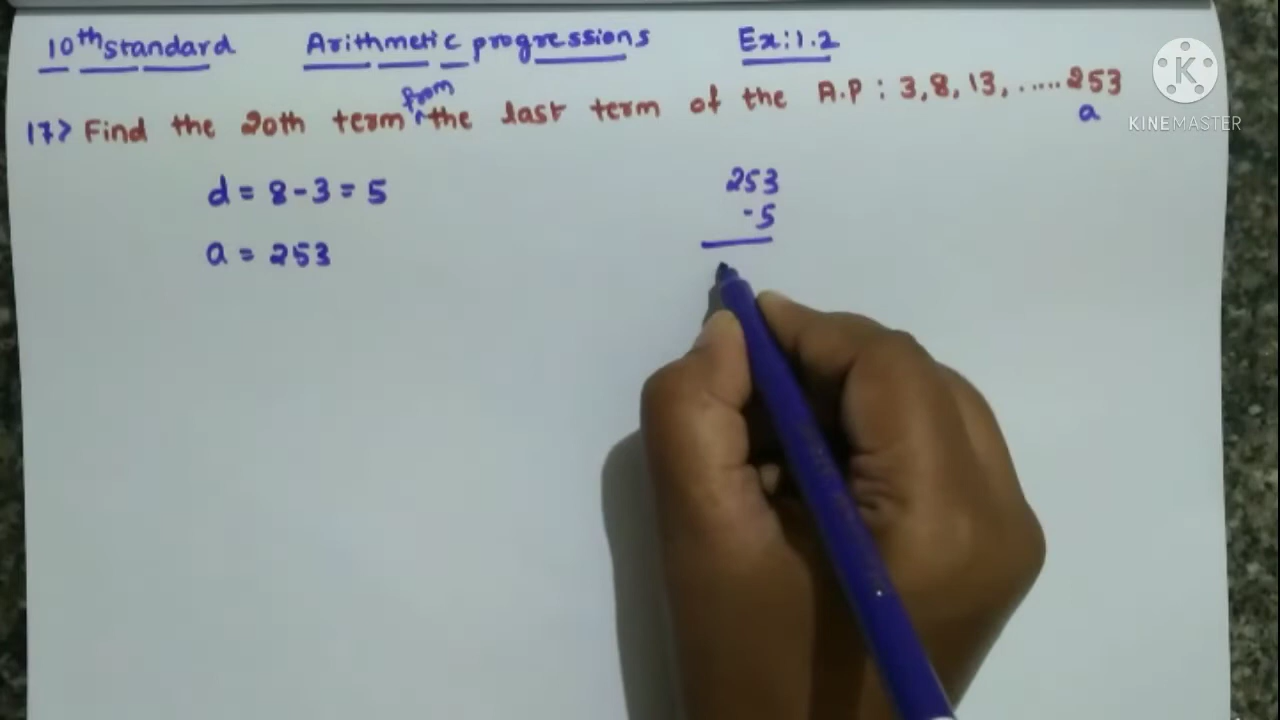 10th standard Arithmetic progressions Ex:1.2
17> Find the 20th term from the last term of the A.P : 3, 8, 13, ..... 253
a
KINEMASTER
d = 8 - 3 = 5
253
- 5
a = 253